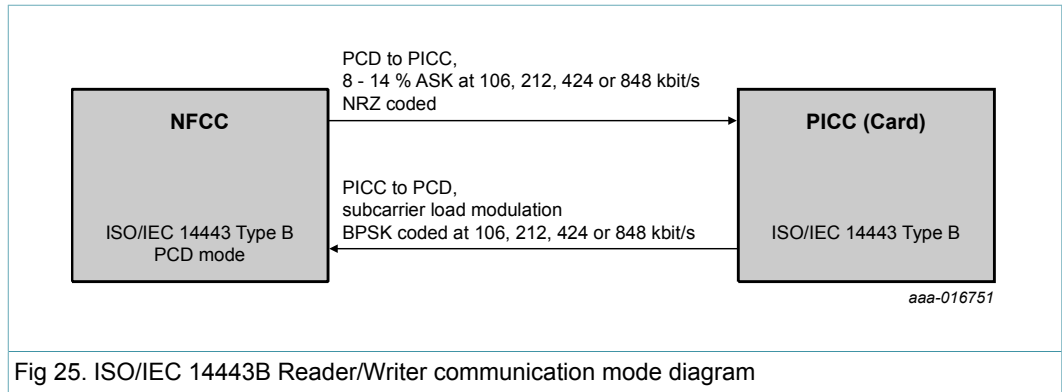 PCD to PICC,
8 - 14 % ASK at 106, 212, 424 or 848 kbit/s
NRZ coded
NFCC
PICC (Card)
PICC to PCD,
subcarrier load modulation
BPSK coded at 106, 212, 424 or 848 kbit/s
ISO/IEC 14443 Type B
PCD mode
ISO/IEC 14443 Type B
aaa-016751
Fig 25. ISO/IEC 14443B Reader/Writer communication mode diagram